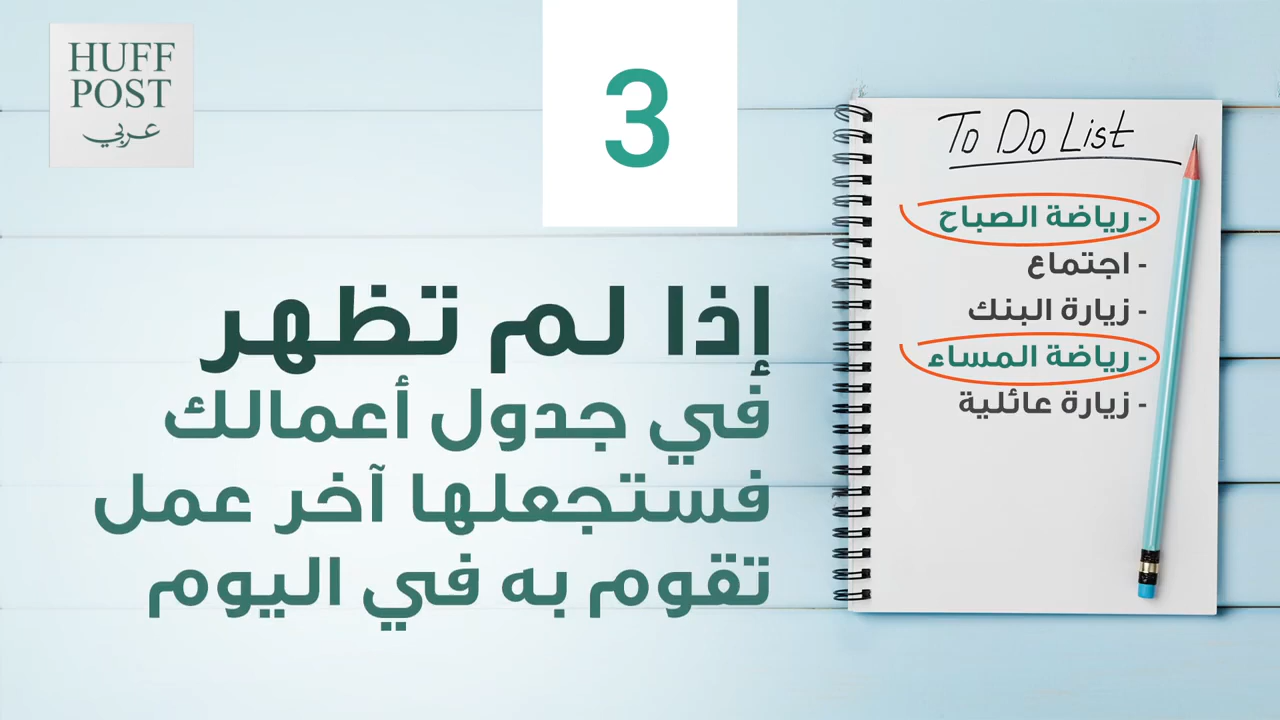 HUFF
POST
عربي
3
إذا لم تظهر
في جدول أعمالك
فستجعلها آخر عمل
تقوم به في اليوم
To Do List
- رياضة الصباح
- اجتماع
- زيارة البنك
- رياضة المساء
- زيارة عائلية